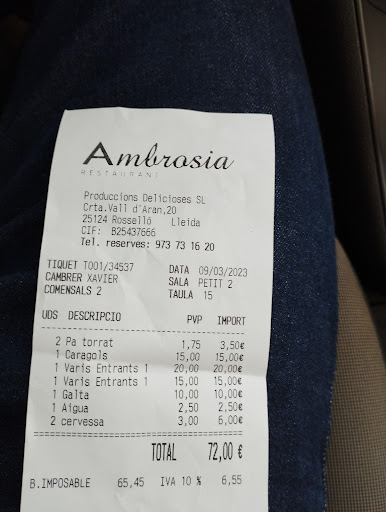 Ambrosia
RESTAURANT
Produccions Delicioses SL
Crta.Vall d'Aran,20
25124 Rosselló Lleida
CIF: B25437666
Tel. reserves: 973 73 16 20
TIQUET T001/34537 DATA 09/03/2023
CAMBRER XAVIER SALA PETIT 2
COMENSALS 2 TAULA 15
UDS DESCRIPCIO PVP IMPORT
2 Pa torrat 1,75 3,50€
1 Caragols 15,00 15,00€
1 Varis Entrants 1 20,00 20,00€
1 Varis Entrants 1 15,00 15,00€
1 Galta 10,00 10,00€
1 Aigua 2,50 2,50€
2 cervessa 3,00 6,00€
TOTAL 72,00 €
B.IMPOSABLE 65,45 IVA 10 % 6,55